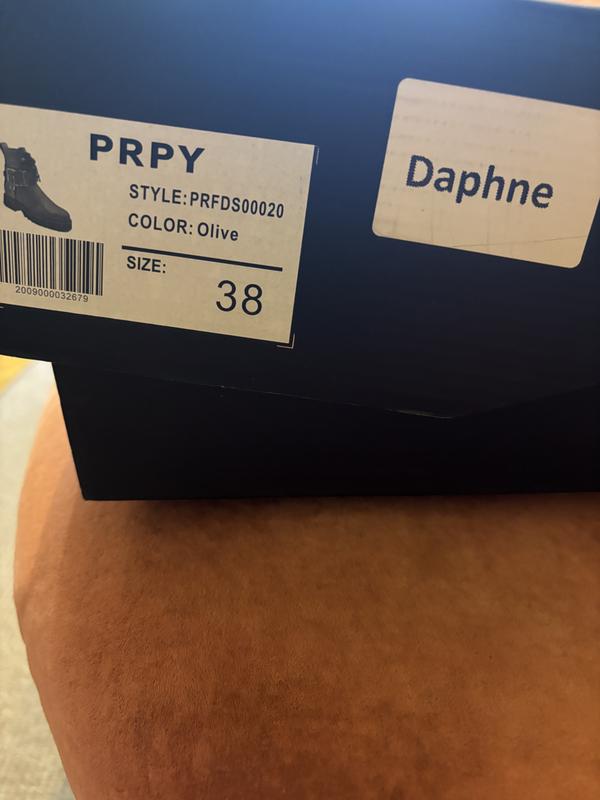 PRPY
STYLE:PRFDS00020
COLOR: Olive
SIZE:
38
2009000032679
Daphne